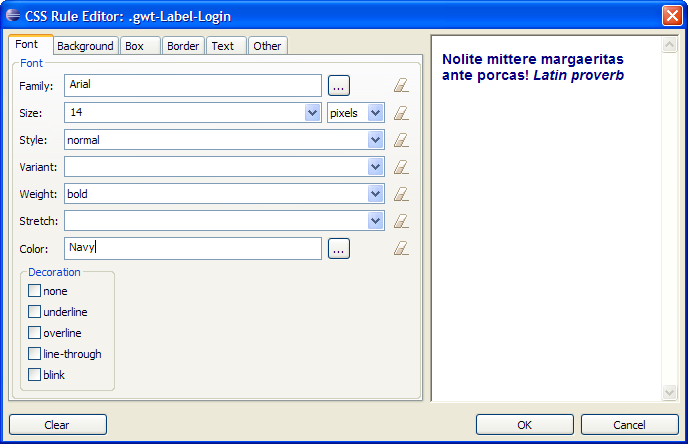 CSS Rule Editor: .gwt-Label-Login
Font Background Box Border Text Other
Font
Family: Arial ...
Size: 14 pixels
Style: normal
Variant:
Weight: bold
Stretch:
Color: Navy ...
Decoration
none
underline
overline
line-through
blink
Nolite mittere margaeritas
ante porcas! Latin proverb
Clear OK Cancel